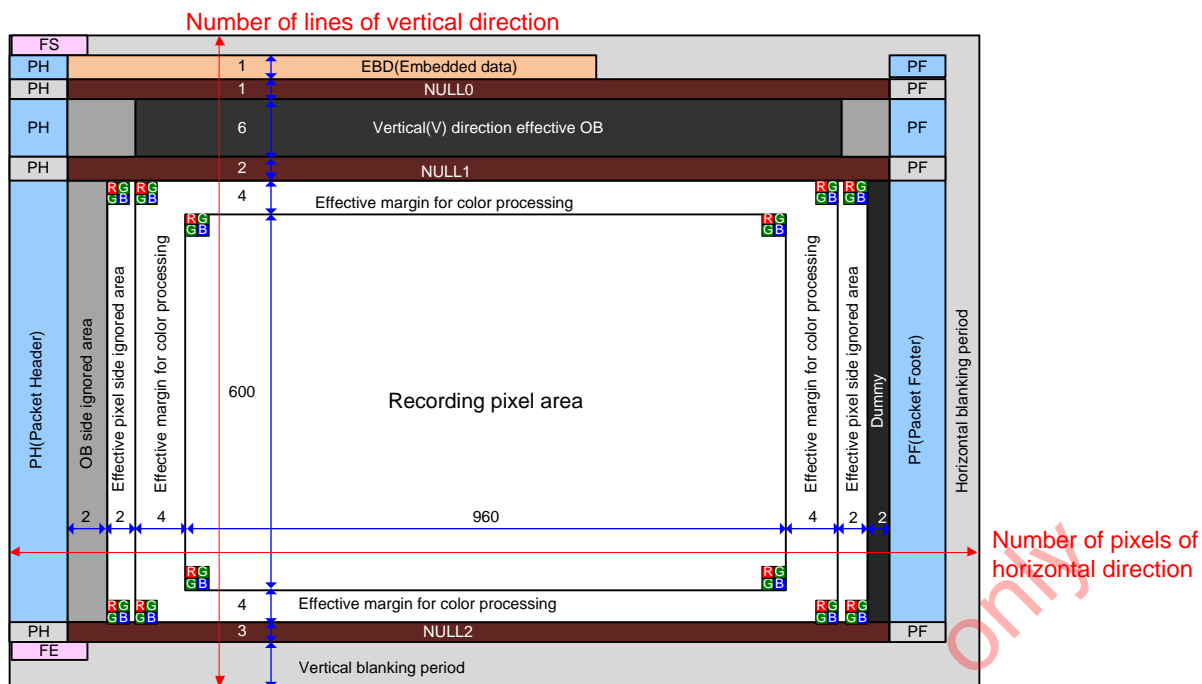 Number of lines of vertical direction
FS
PH
1
EBD(Embedded data)
PF
PH
1
NULL0
PF
PH
6
Vertical(V) direction effective OB
PF
PH
2
NULL1
PF
R G
G B
R G
G B
4
Effective margin for color processing
R G
G B
R G
G B
R G
G B
R G
G B
PH(Packet Header)
OB side ignored area
Effective pixel side ignored area
Effective margin for color processing
600
Recording pixel area
Effective margin for color processing
Effective pixel side ignored area
Dummy
PF(Packet Footer)
Horizontal blanking period
2
2
4
960
4
2
2
Number of pixels of
horizontal direction
only
R G
G B
R G
G B
R G
G B
R G
G B
4
Effective margin for color processing
R G
G B
R G
G B
PH
3
NULL2
PF
FE
Vertical blanking period